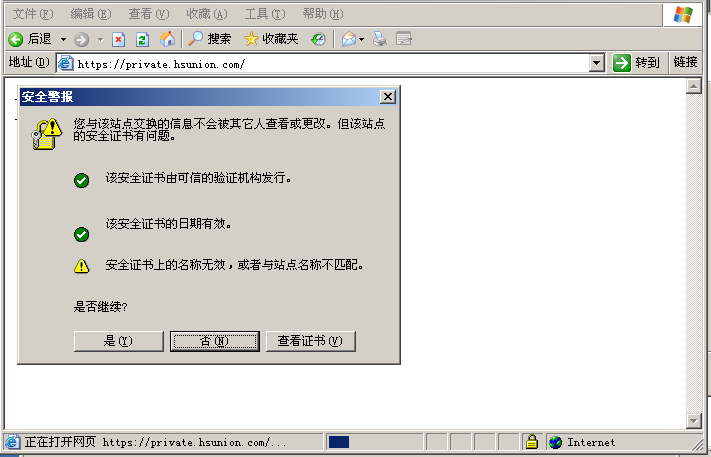 文件(F) 编辑(E) 查看(V) 收藏(A) 工具(T) 帮助(H)
后退 搜索 收藏夹
地址(D) https://private.hsunion.com/ 转到 链接
安全警报
您与该站点交换的信息不会被其它人查看或更改。但该站点
的安全证书有问题。
该安全证书由可信的验证机构发行。
该安全证书的日期有效。
安全证书上的名称无效，或者与站点名称不匹配。
是否继续?
是(Y) 否(N) 查看证书(V)
正在打开网页 https://private.hsunion.com/... Internet